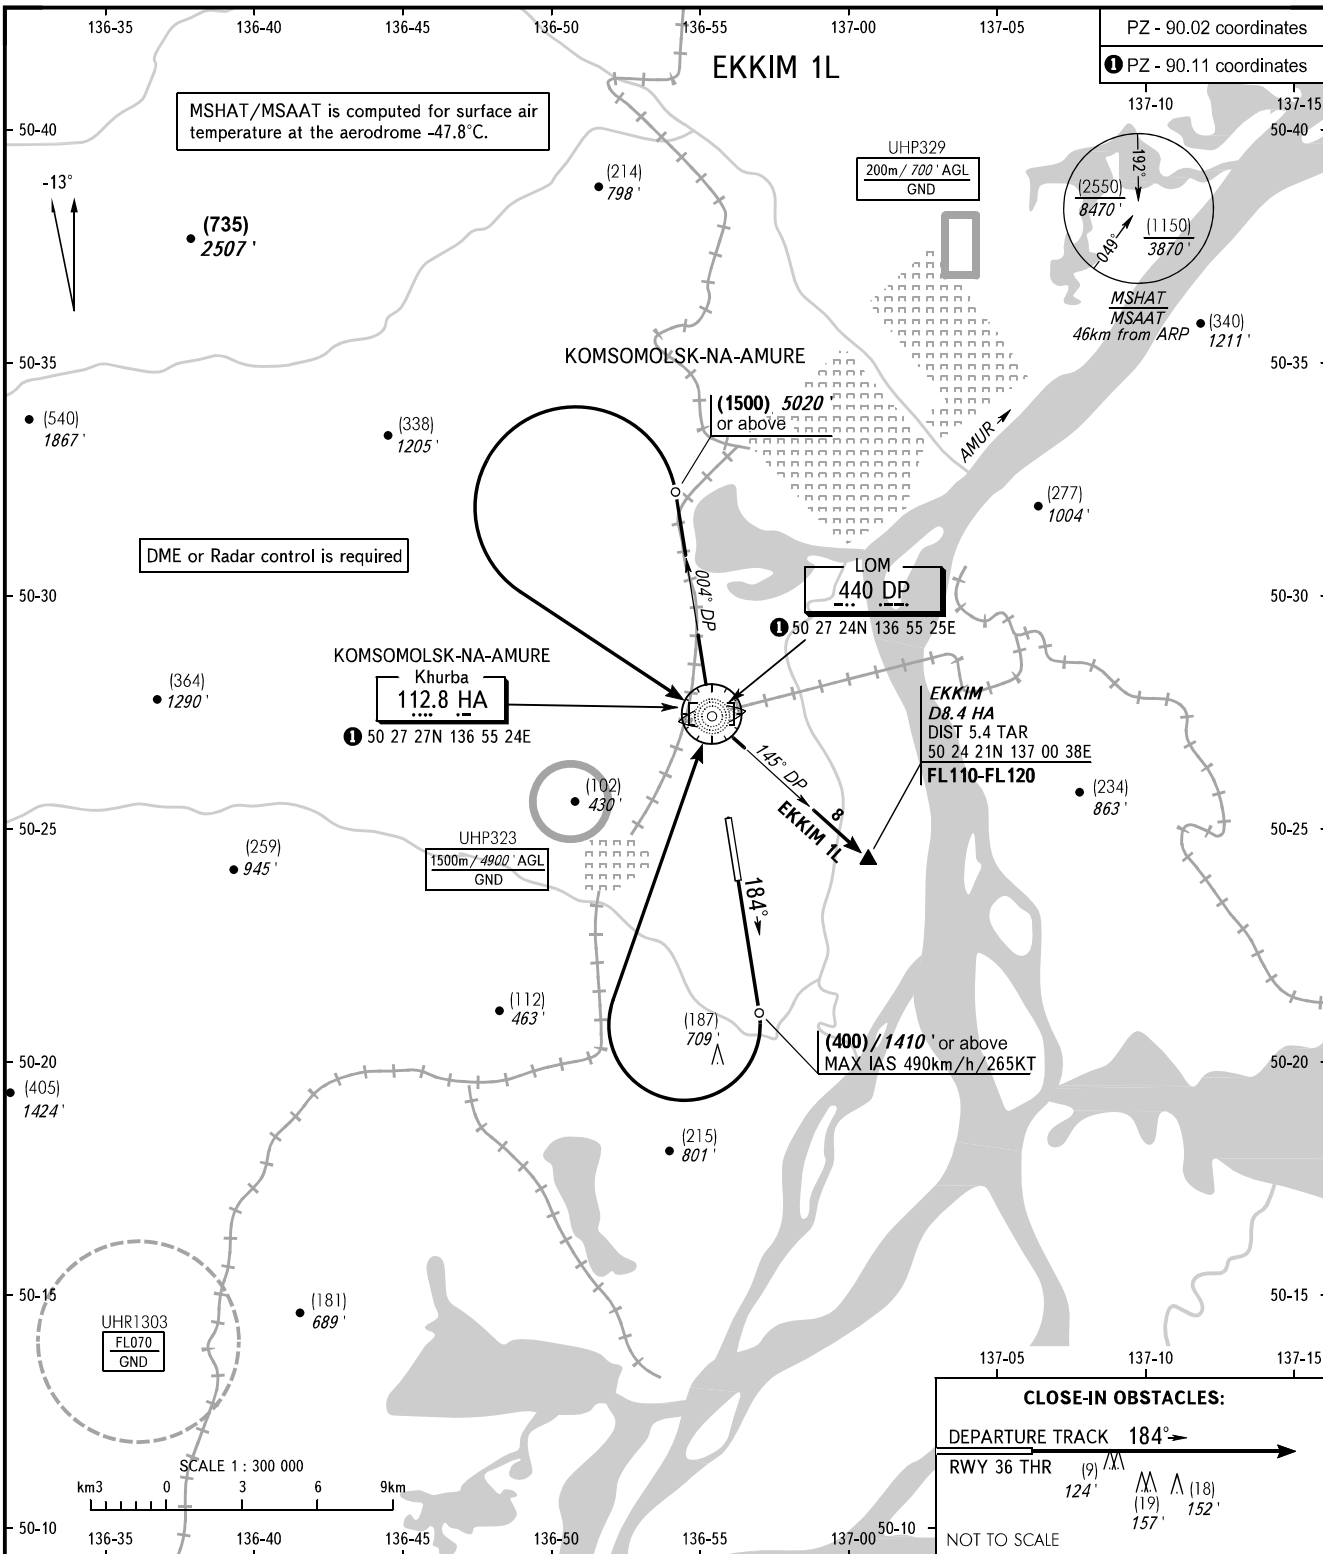 136-35 136-40 136-45 136-50 136-55 137-00 137-05
PZ - 90.02 coordinates
❶ PZ - 90.11 coordinates
137-10 137-15
EKKIM 1L
MSHAT/MSAAT is computed for surface air
temperature at the aerodrome -47.8°C.
50-40 50-40
-13°
(735)
2507 '
(214)
798 '
UHP329
200m/ 700 ' AGL
GND
192°
(2550)
8470 '
(1150)
3870 '
049°
MSHAT
MSAAT
46km from ARP
(340)
1211 '
50-35 50-35
KOMSOMOLSK-NA-AMURE
(1500) 5020 '
or above
AMUR
(540)
1867 '
(338)
1205 '
(277)
1004 '
DME or Radar control is required
LOM
440 DP
❶ 50 27 24N 136 55 25E
50-30 50-30
004° DP
KOMSOMOLSK-NA-AMURE
Khurba
112.8 HA
❶ 50 27 27N 136 55 24E
(364)
1290 '
EKKIM
D8.4 HA
DIST 5.4 TAR
50 24 21N 137 00 38E
FL110-FL120
145° DP
8
EKKIM 1L
(102)
430 '
(234)
863 '
50-25 50-25
UHP323
1500m/ 4900 ' AGL
GND
(259)
945 '
184°
(112)
463 '
(187)
709 '
(400) /1410 ' or above
MAX IAS 490km/h/265KT
50-20 50-20
(405)
1424 '
(215)
801 '
50-15 50-15
(181)
689 '
UHR1303
FL070
GND
137-05 137-10 137-15
CLOSE-IN OBSTACLES:
DEPARTURE TRACK 184°
RWY 36 THR
(9)
124 '
(19)
157 '
(18)
152 '
NOT TO SCALE
SCALE 1 : 300 000
km3 0 3 6 9km
50-10 50-10
136-35 136-40 136-45 136-50 136-55 137-00